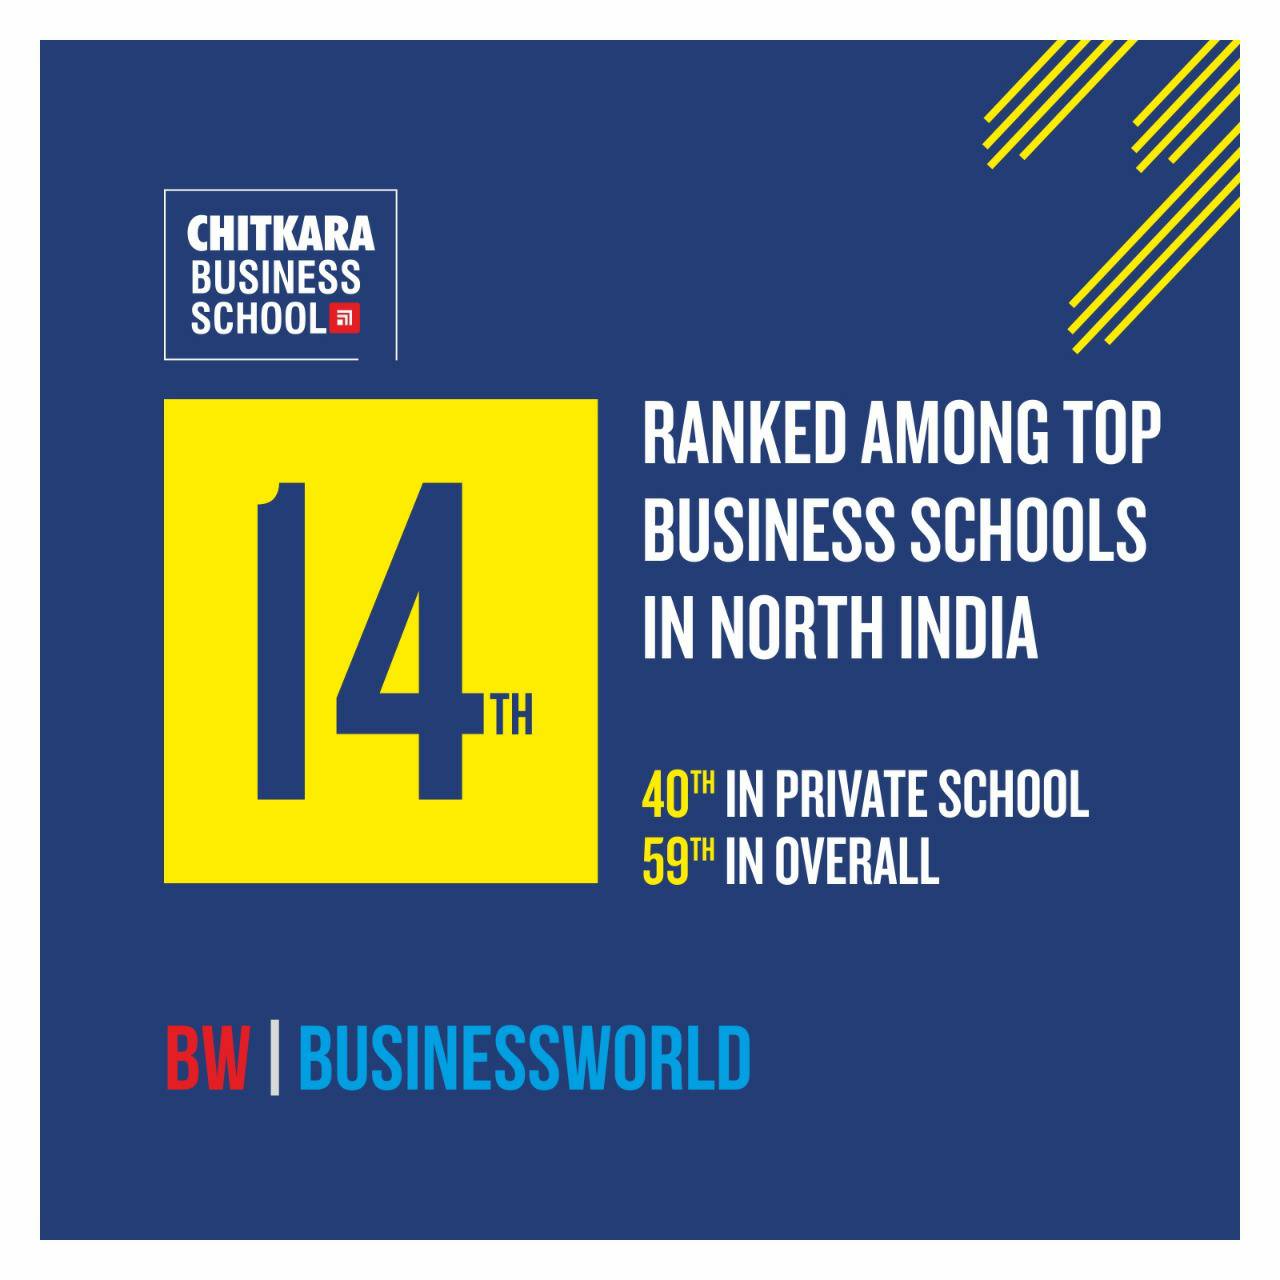 CHITKARA
BUSINESS
SCHOOL
14TH
RANKED AMONG TOP
BUSINESS SCHOOLS
IN NORTH INDIA
40TH IN PRIVATE SCHOOL
59TH IN OVERALL
BW | BUSINESSWORLD